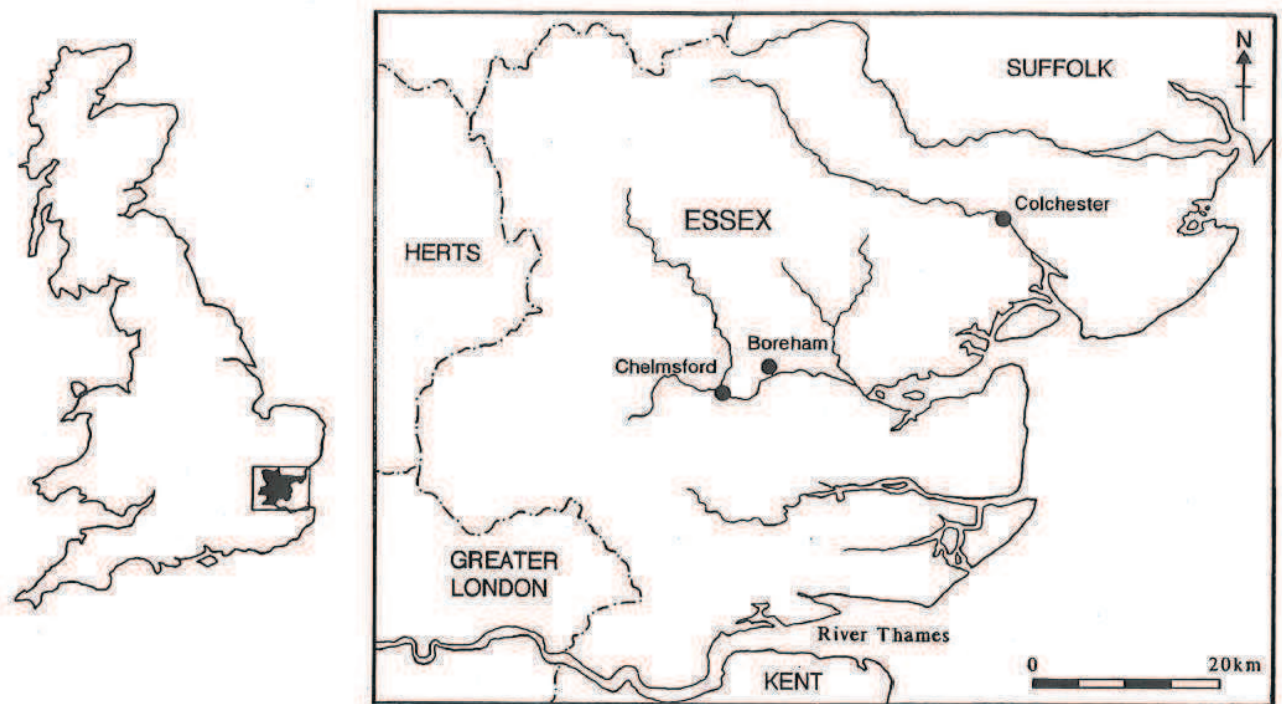 N
SUFFOLK
Colchester
ESSEX
HERTS
Boreham
Chelmsford
GREATER
LONDON
River Thames
0 20km
KENT